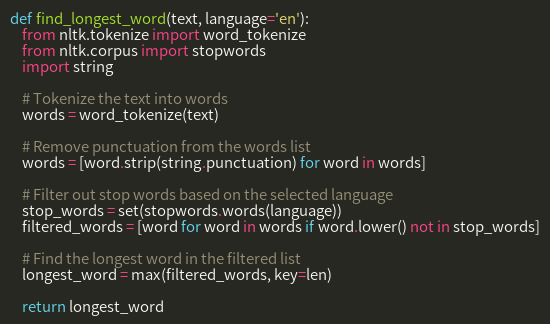 def find_longest_word(text, language='en'):
    from nltk.tokenize import word_tokenize
    from nltk.corpus import stopwords
    import string

    # Tokenize the text into words
    words = word_tokenize(text)

    # Remove punctuation from the words list
    words = [word.strip(string.punctuation) for word in words]

    # Filter out stop words based on the selected language
    stop_words = set(stopwords.words(language))
    filtered_words = [word for word in words if word.lower() not in stop_words]

    # Find the longest word in the filtered list
    longest_word = max(filtered_words, key=len)

    return longest_word